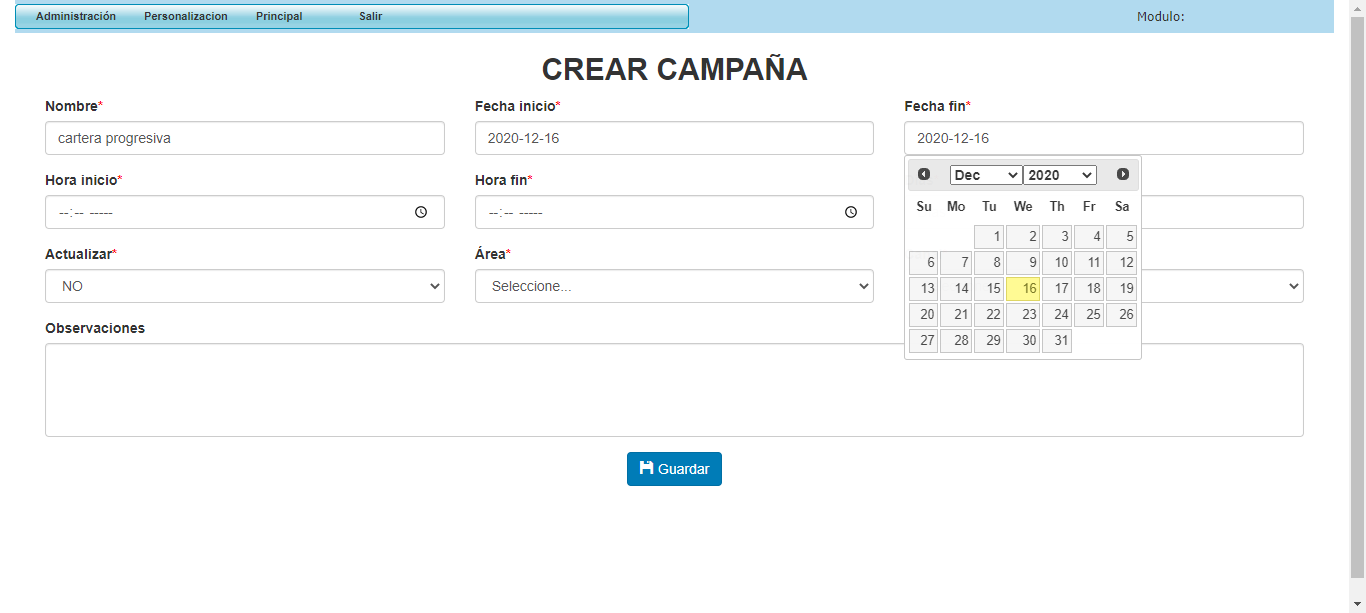 Administración Personalizacion Principal Salir Modulo:
CREAR CAMPAÑA
Nombre* Fecha inicio* Fecha fin*
cartera progresiva 2020-12-16 2020-12-16
Dec 2020
Hora inicio* Hora fin*
Su Mo Tu We Th Fr Sa
--:-- ----- --:-- -----
1 2 3 4 5
Actualizar* Área*
6 7 8 9 10 11 12
NO Seleccione...
13 14 15 16 17 18 19
20 21 22 23 24 25 26
Observaciones
27 28 29 30 31
Guardar